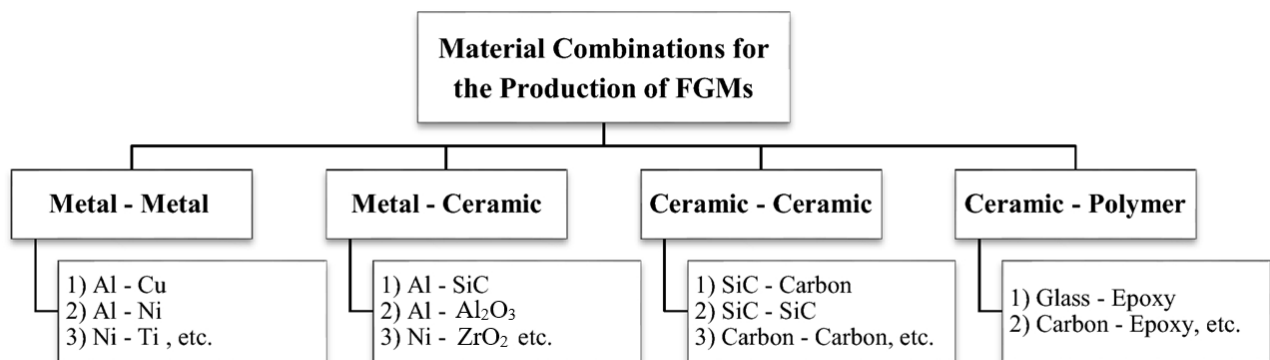 Material Combinations for
the Production of FGMs
Metal - Metal
1) Al - Cu
2) Al - Ni
3) Ni - Ti , etc.
Metal - Ceramic
1) Al - SiC
2) Al - Al₂O₃
3) Ni - ZrO₂ etc.
Ceramic - Ceramic
1) SiC - Carbon
2) SiC - SiC
3) Carbon - Carbon, etc.
Ceramic - Polymer
1) Glass - Epoxy
2) Carbon - Epoxy, etc.